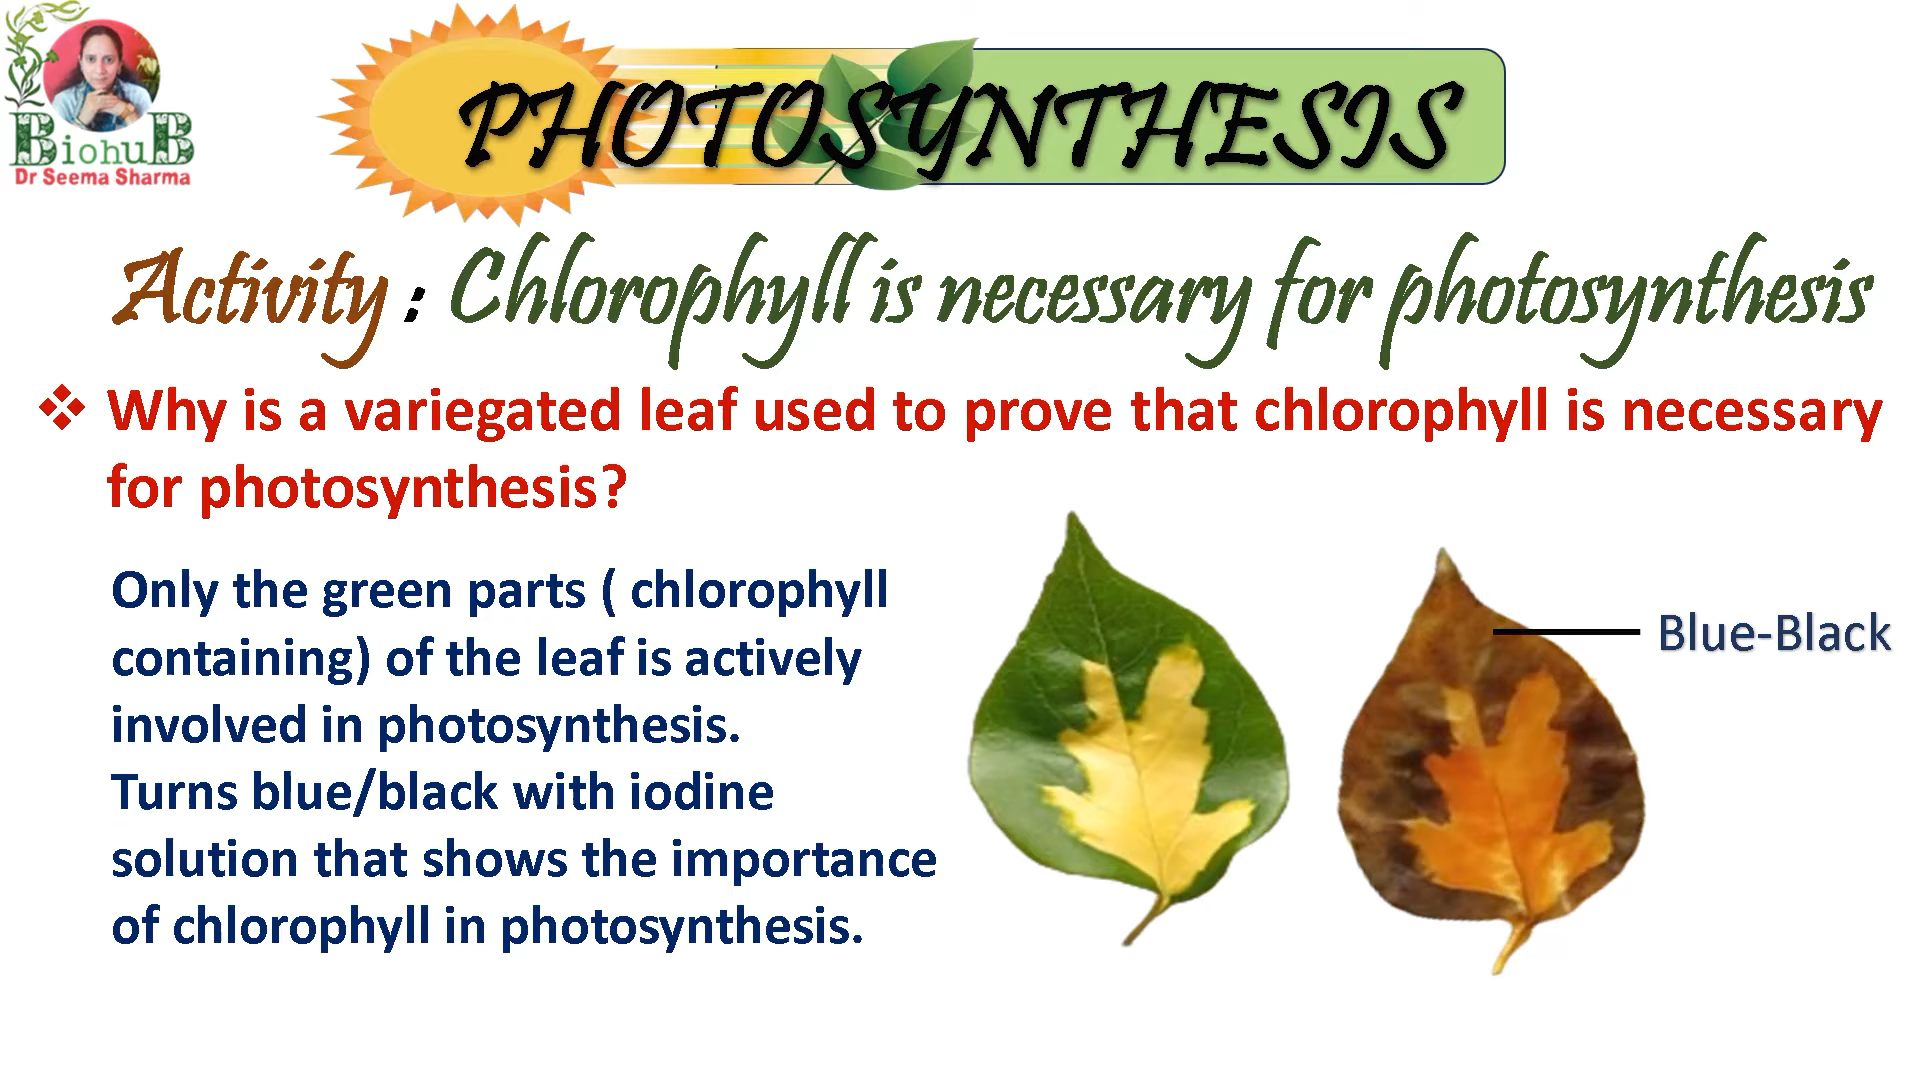 BiohuB
Dr Seema Sharma
PHOTOSYNTHESIS
Activity : Chlorophyll is necessary for photosynthesis
❖ Why is a variegated leaf used to prove that chlorophyll is necessary
for photosynthesis?
Only the green parts ( chlorophyll
containing) of the leaf is actively
involved in photosynthesis.
Turns blue/black with iodine
solution that shows the importance
of chlorophyll in photosynthesis.
Blue-Black